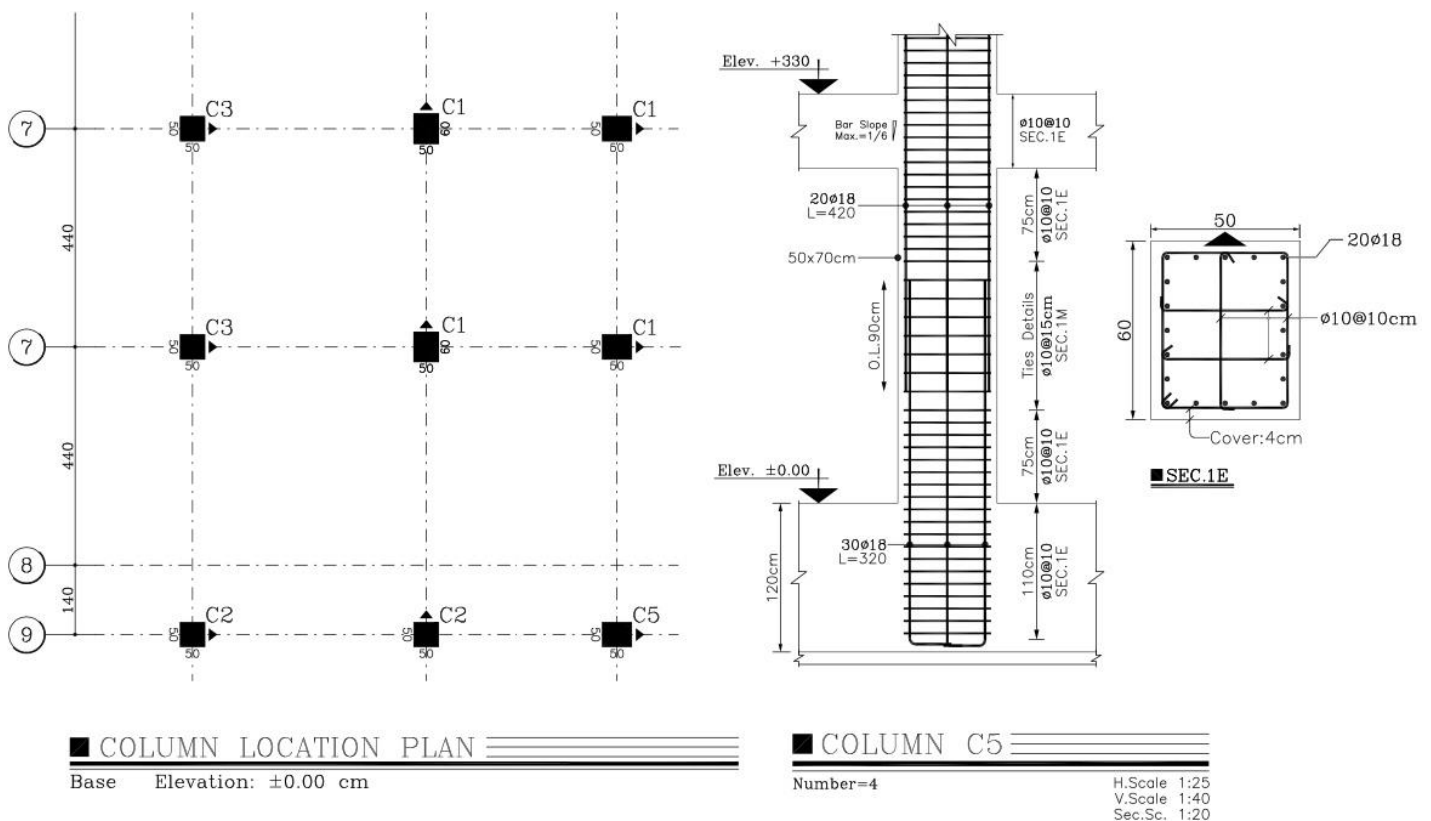 C3
C1
C1
7
50
50
60
50
50
60
440
C3
C1
C1
7
50
50
60
50
50
60
440
8
140
C2
C2
C5
9
50
50
50
50
50
60
COLUMN LOCATION PLAN
Base Elevation: ±0.00 cm
Elev. +330
Bar Slope
Max.=1/6
ø10@10
SEC.1E
20ø18
L=420
75cm
ø10@10
SEC.1E
50x70cm
O.L.90cm
Ties Details
ø10@15cm
SEC.1M
75cm
ø10@10
SEC.1E
Elev. ±0.00
30ø18
L=320
120cm
110cm
ø10@10
SEC.1E
50
20ø18
60
ø10@10cm
Cover:4cm
SEC.1E
COLUMN C5
Number=4
H.Scale 1:25
V.Scale 1:40
Sec.Sc. 1:20